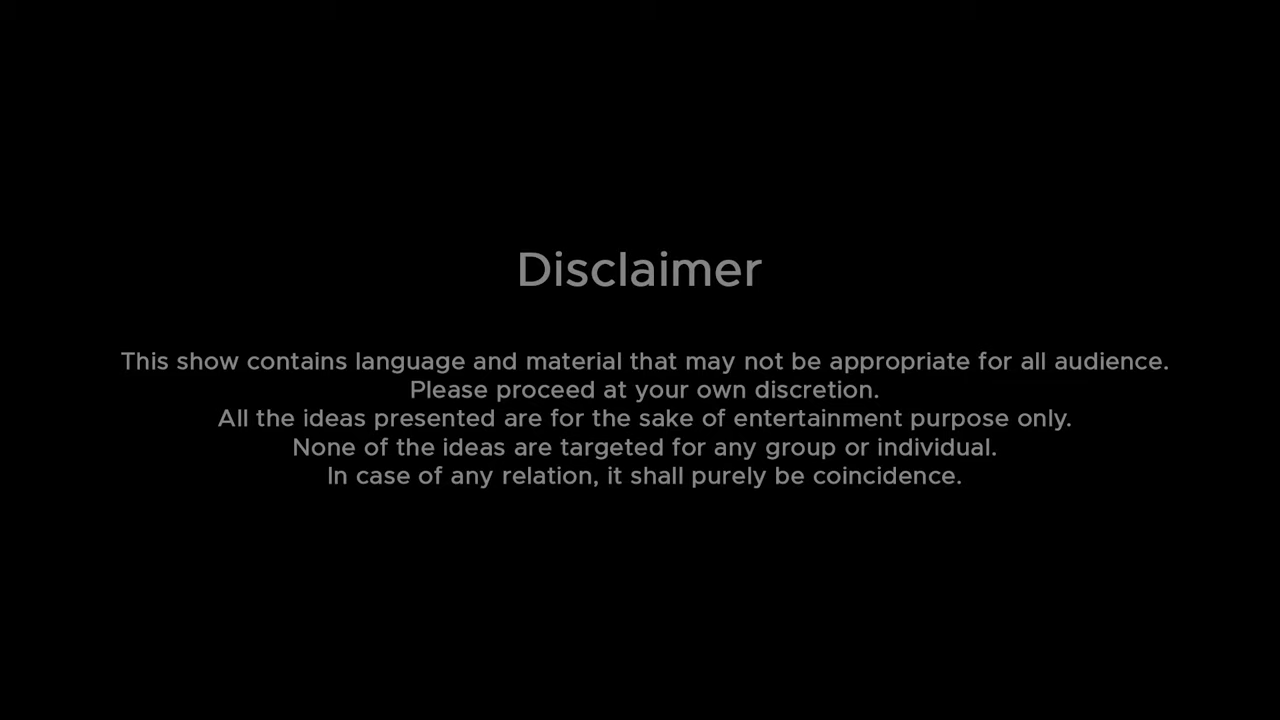 Disclaimer
This show contains language and material that may not be appropriate for all audience.
Please proceed at your own discretion.
All the ideas presented are for the sake of entertainment purpose only.
None of the ideas are targeted for any group or individual.
In case of any relation, it shall purely be coincidence.